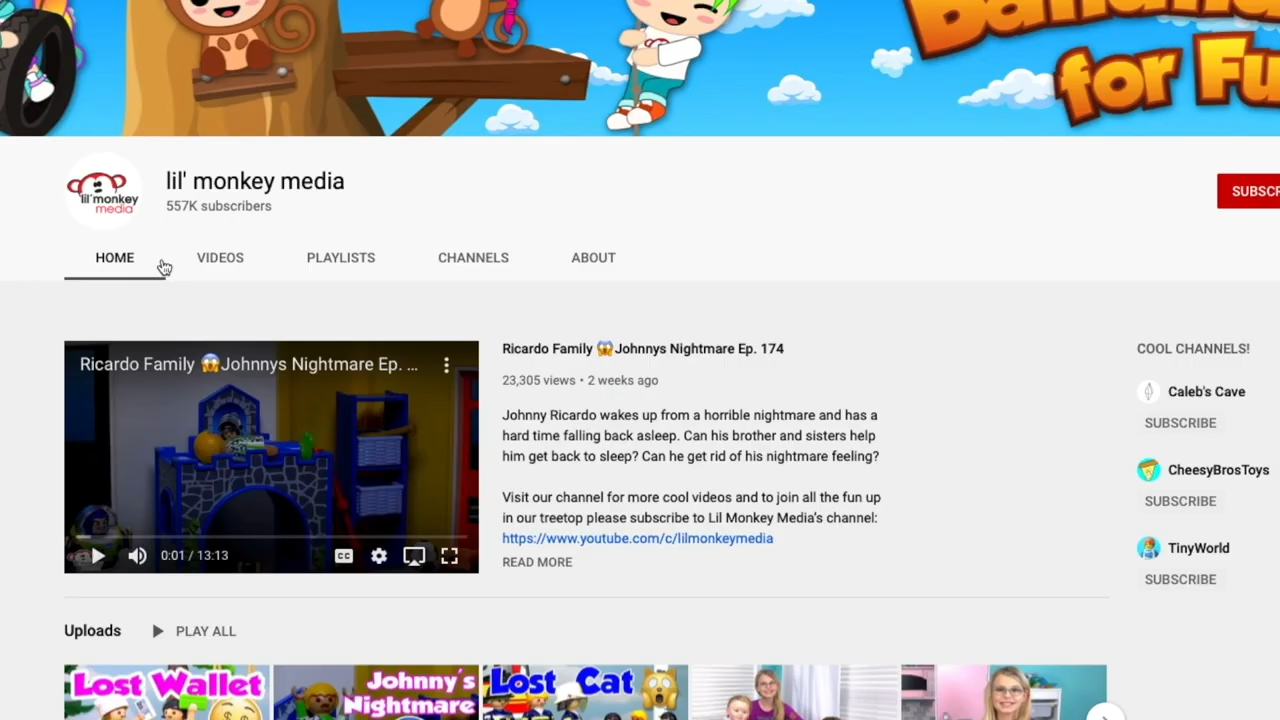 for Fu
lil' monkey media
lil' monkey media
557K subscribers
SUBSCR
HOME
VIDEOS
PLAYLISTS
CHANNELS
ABOUT
Ricardo Family 😱Johnnys Nightmare Ep. ...
0:01 / 13:13
CC
Ricardo Family 😱Johnnys Nightmare Ep. 174
23,305 views • 2 weeks ago
Johnny Ricardo wakes up from a horrible nightmare and has a
hard time falling back asleep. Can his brother and sisters help
him get back to sleep? Can he get rid of his nightmare feeling?
Visit our channel for more cool videos and to join all the fun up
in our treetop please subscribe to Lil Monkey Media's channel:
https://www.youtube.com/c/lilmonkeymedia
READ MORE
COOL CHANNELS!
Caleb's Cave
SUBSCRIBE
CheesyBrosToys
SUBSCRIBE
TinyWorld
SUBSCRIBE
Uploads
PLAY ALL
Lost Wallet
Johnny's
Nightmare
Lost Cat